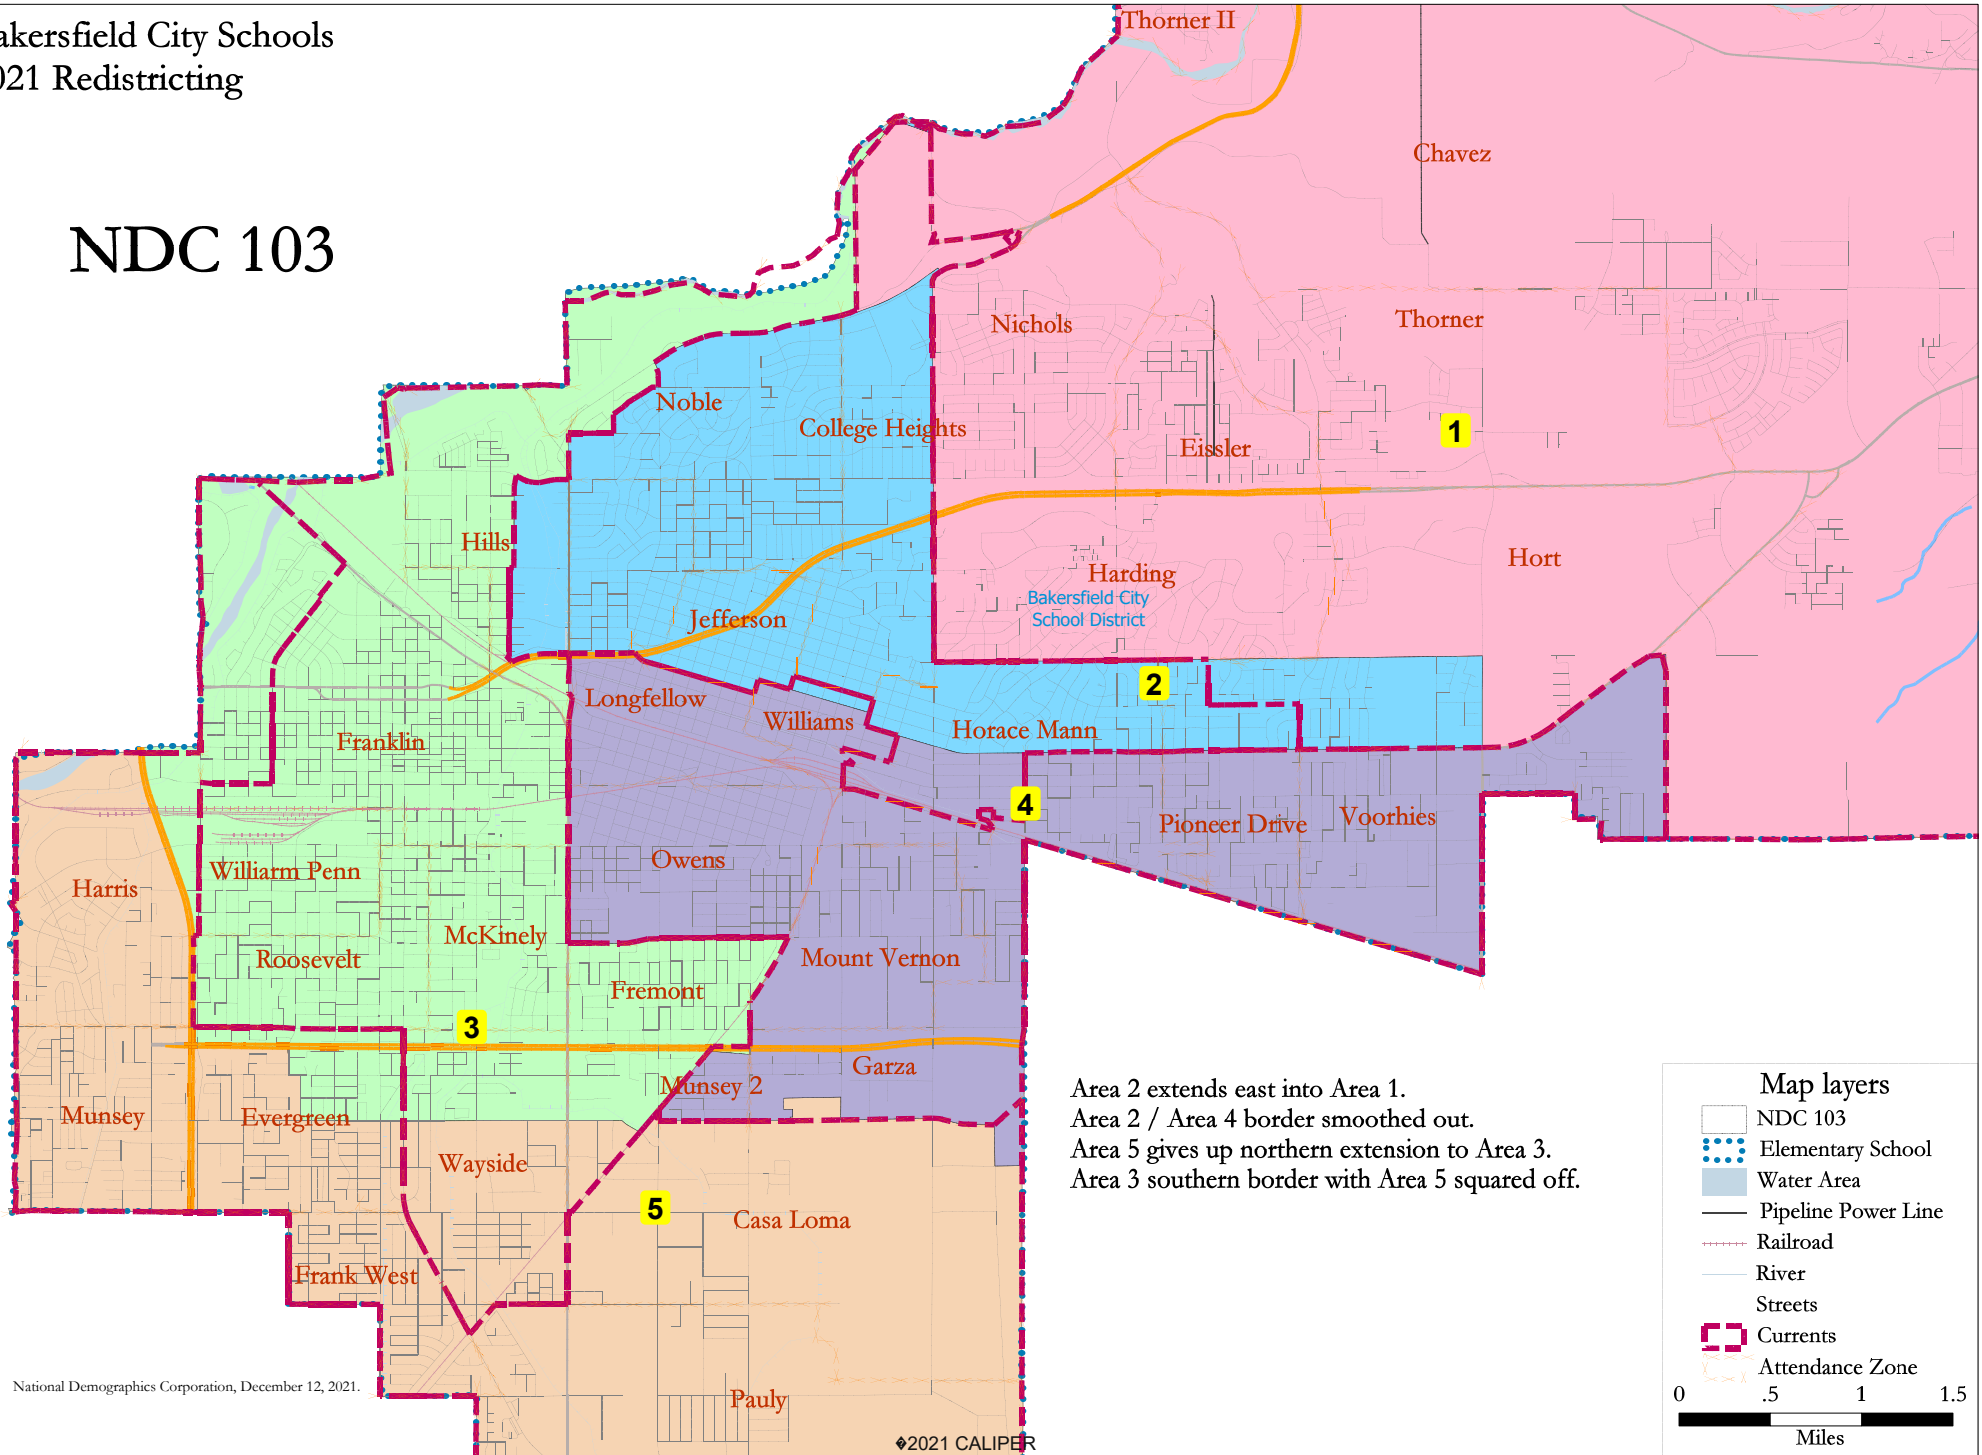 akersfield City Schools
021 Redistricting
NDC 103
Thorner II
Chavez
Nichols
Thorner
Noble
College Heights
1
Eissler
Hills
Hort
Harding
Bakersfield City
School District
Jefferson
2
Longfellow
Williams
Horace Mann
Franklin
4
Pioneer Drive
Voorhies
Owens
Williarm Penn
Harris
McKinely
Roosevelt
Mount Vernon
Fremont
3
Garza
Munsey 2
Munsey
Evergreen
Wayside
5
Casa Loma
Frank West
Pauly
Area 2 extends east into Area 1.
Area 2 / Area 4 border smoothed out.
Area 5 gives up northern extension to Area 3.
Area 3 southern border with Area 5 squared off.
Map layers
NDC 103
Elementary School
Water Area
Pipeline Power Line
Railroad
River
Streets
Currents
Attendance Zone
0 .5 1 1.5
Miles
National Demographics Corporation, December 12, 2021.
�2021 CALIPER